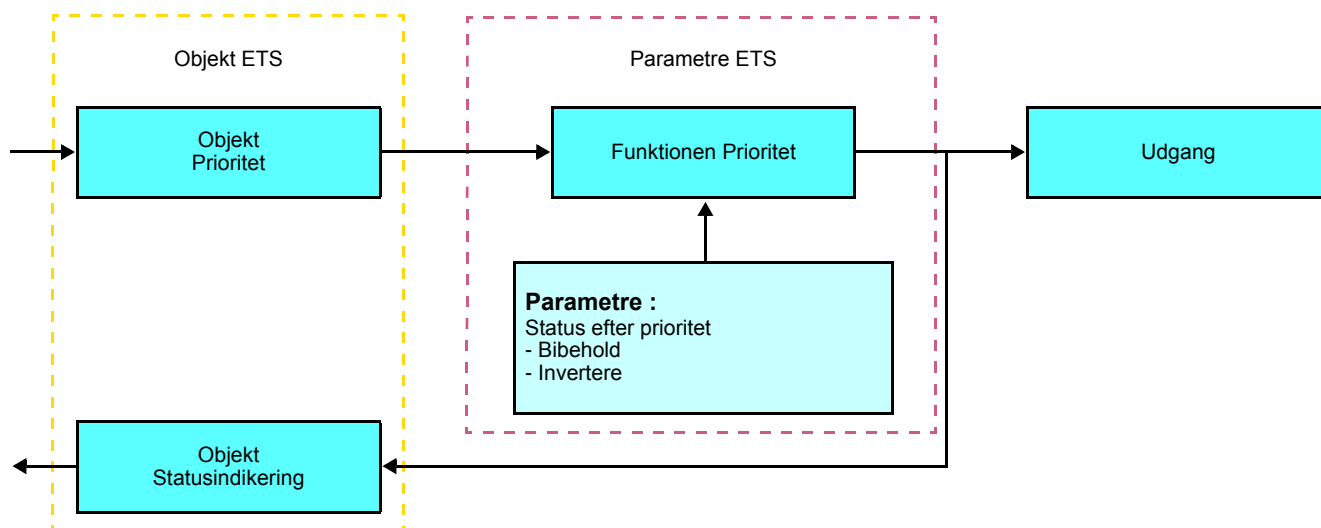 Objekt ETS
Parametre ETS
Objekt
Prioritet
Funktionen Prioritet
Udgang
Parametre :
Status efter prioritet
- Bibehold
- Invertere
Objekt
Statusindikering